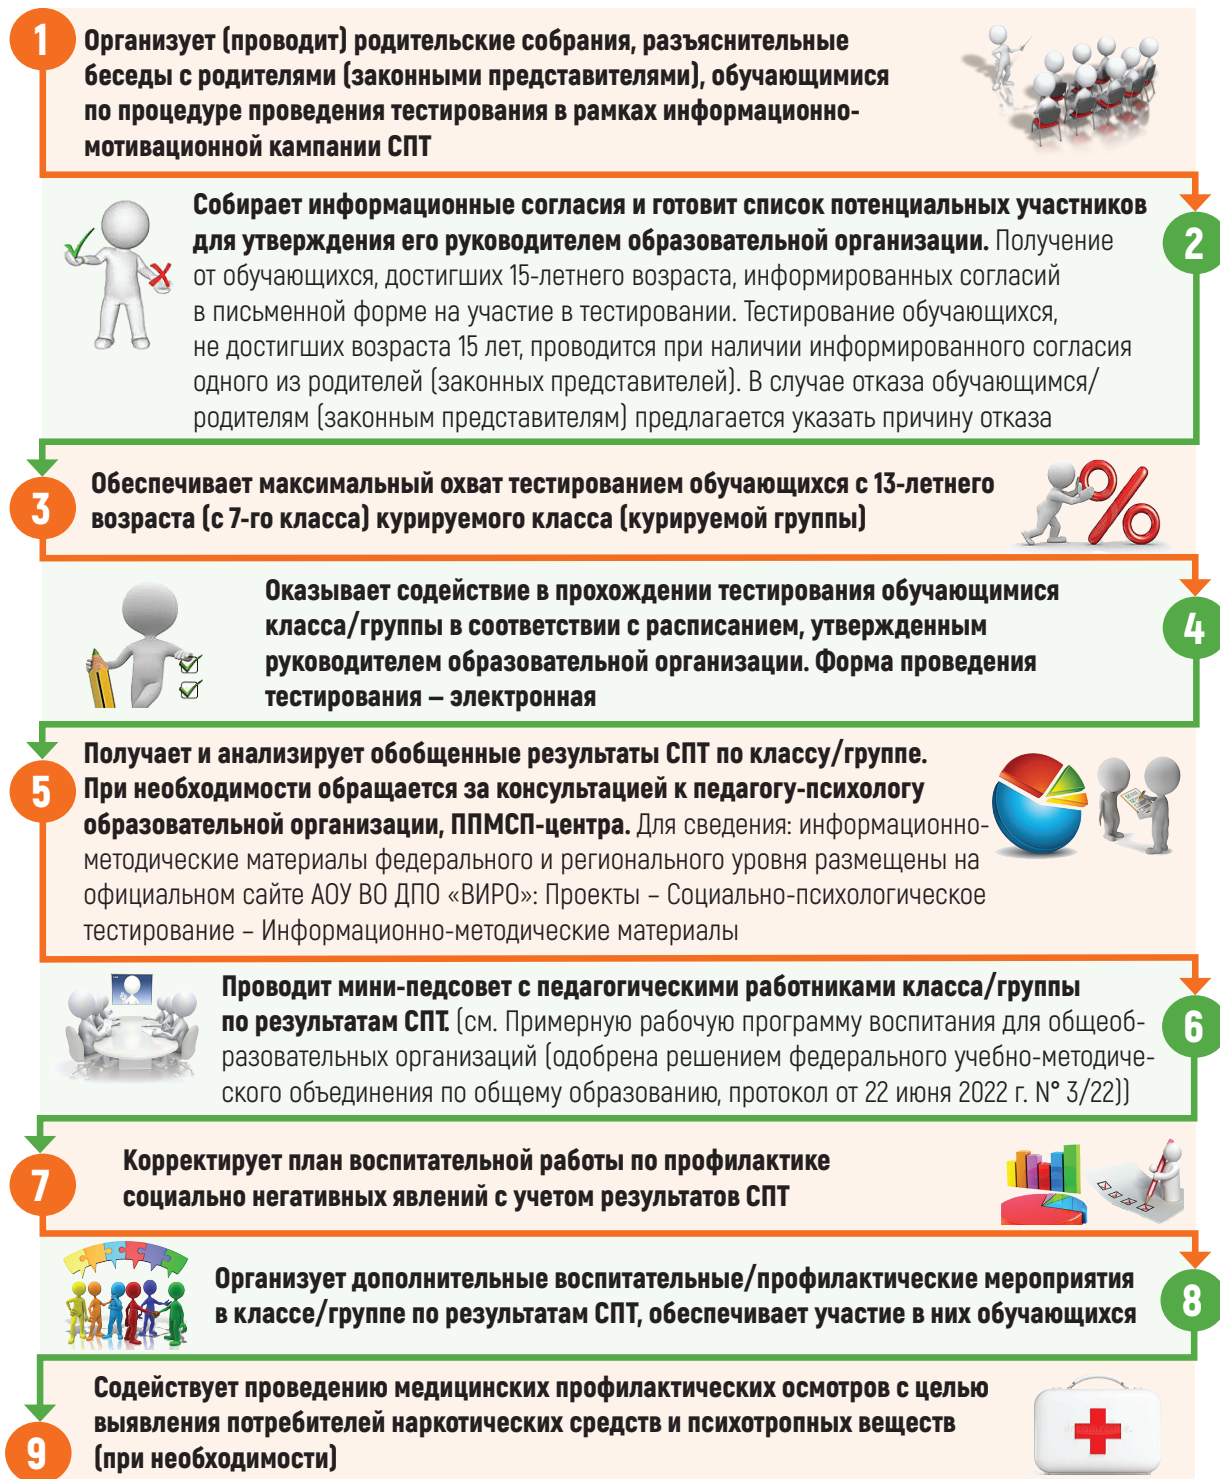 1
Организует (проводит) родительские собрания, разъяснительные
беседы с родителями (законными представителями), обучающимися
по процедуре проведения тестирования в рамках информационно-
мотивационной кампании СПТ
Собирает информационные согласия и готовит список потенциальных участников
для утверждения его руководителем образовательной организации. Получение
от обучающихся, достигших 15-летнего возраста, информированных согласий
в письменной форме на участие в тестировании. Тестирование обучающихся,
не достигших возраста 15 лет, проводится при наличии информированного согласия
одного из родителей (законных представителей). В случае отказа обучающимся/
родителям (законным представителям) предлагается указать причину отказа
2
3
Обеспечивает максимальный охват тестированием обучающихся с 13-летнего
возраста (с 7-го класса) курируемого класса (курируемой группы)
Оказывает содействие в прохождении тестирования обучающимися
класса/группы в соответствии с расписанием, утвержденным
руководителем образовательной организации. Форма проведения
тестирования – электронная
4
5
Получает и анализирует обобщенные результаты СПТ по классу/группе.
При необходимости обращается за консультацией к педагогу-психологу
образовательной организации, ППМСП-центра. Для сведения: информационно-
методические материалы федерального и регионального уровня размещены на
официальном сайте АОУ ВО ДПО «ВИРО»: Проекты – Социально-психологическое
тестирование – Информационно-методические материалы
Проводит мини-педсовет с педагогическими работниками класса/группы
по результатам СПТ. (см. Примерную рабочую программу воспитания для общеоб-
разовательных организаций (одобрена решением федерального учебно-методиче-
ского объединения по общему образованию, протокол от 22 июня 2022 г. N° 3/22))
6
7
Корректирует план воспитательной работы по профилактике
социально негативных явлений с учетом результатов СПТ
Организует дополнительные воспитательные/профилактические мероприятия
в классе/группе по результатам СПТ, обеспечивает участие в них обучающихся
8
9
Содействует проведению медицинских профилактических осмотров с целью
выявления потребителей наркотических средств и психотропных веществ
(при необходимости)